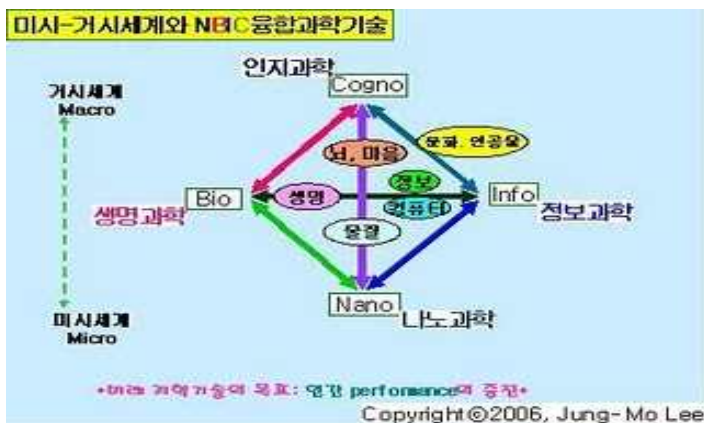 미시-거시세계와 NBIC융합과학기술
인지과학
Cogno
거시세계
Macro
문화. 인공물
뇌, 마음
정보
생명
Bio
Info
컴퓨터
생명과학
정보과학
물질
Nano
나노과학
미시세계
Micro
*미래 과학기술의 목표: 인간 performance의 증진*
Copyright©2006, Jung-Mo Lee